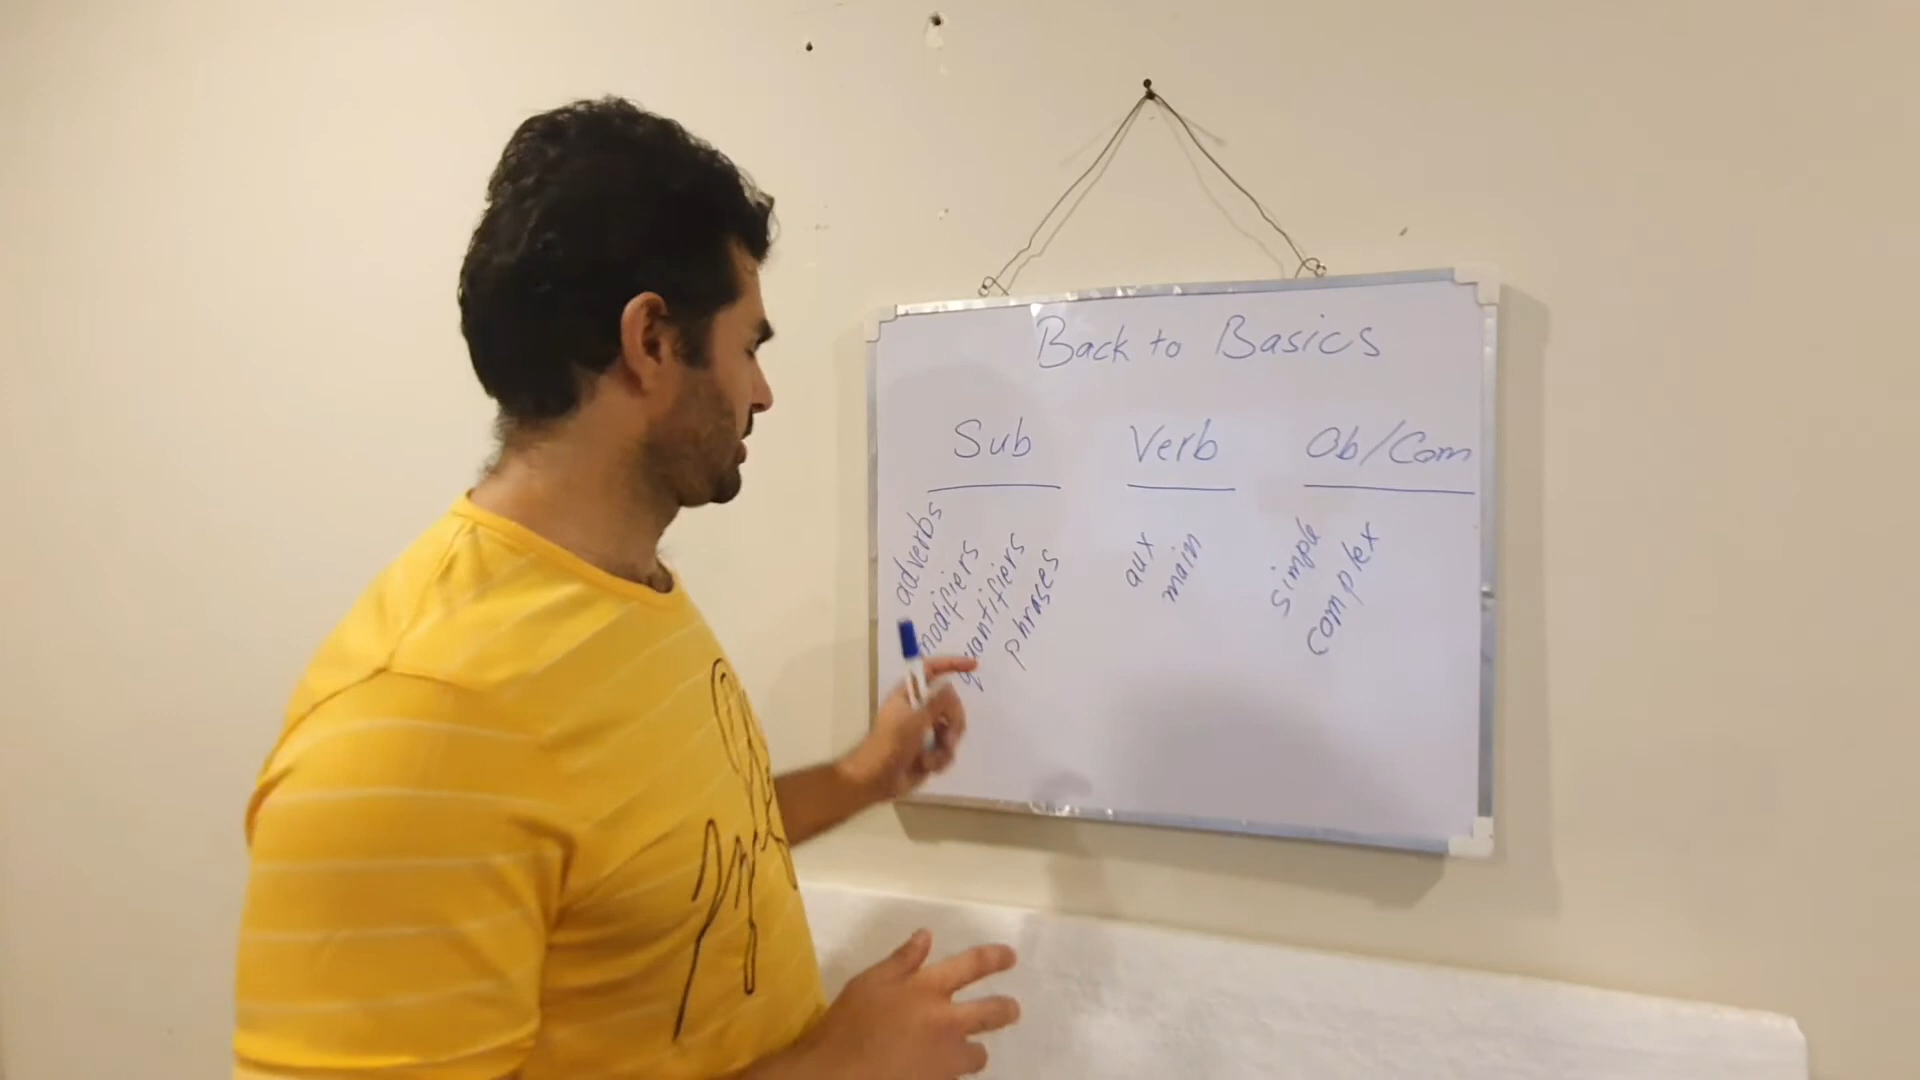 Back to Basics
Sub Verb Ob/Com
adverbs
modifiers
quantifiers
phrases
aux
main
simple
complex